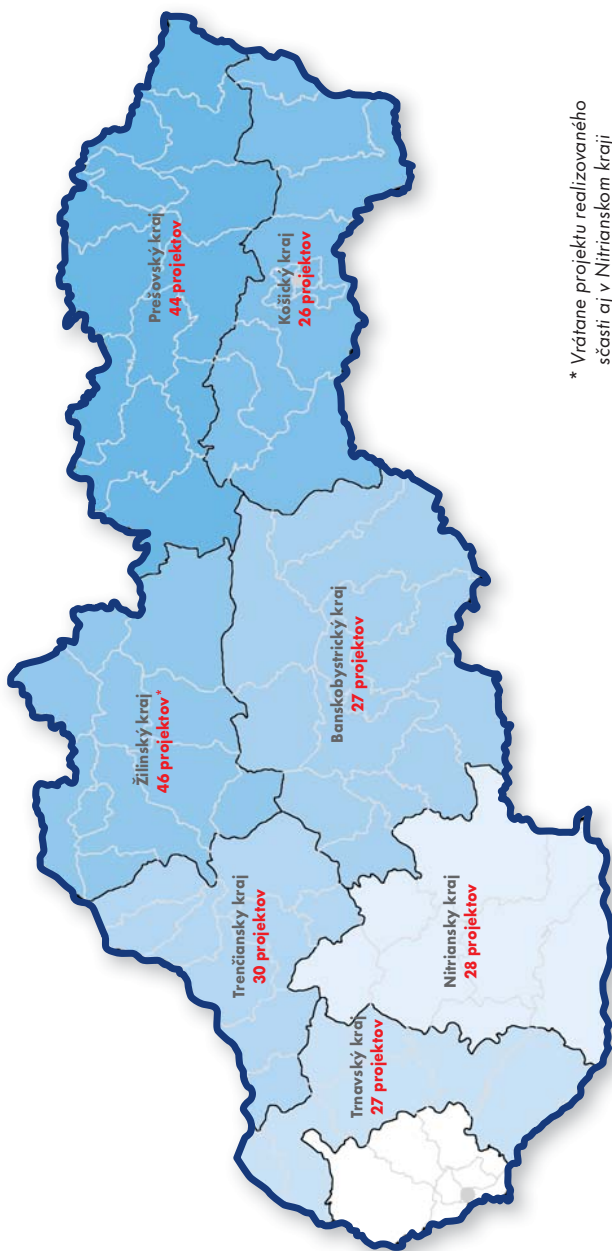 Žilinský kraj
46 projektov*
Prešovský kraj
44 projektov
Trenčiansky kraj
30 projektov
Košický kraj
26 projektov
Banskobystrický kraj
27 projektov
Trnavský kraj
27 projektov
Nitriansky kraj
28 projektov
* Vrátane projektu realizovaného
sčasti aj v Nitrianskom kraji